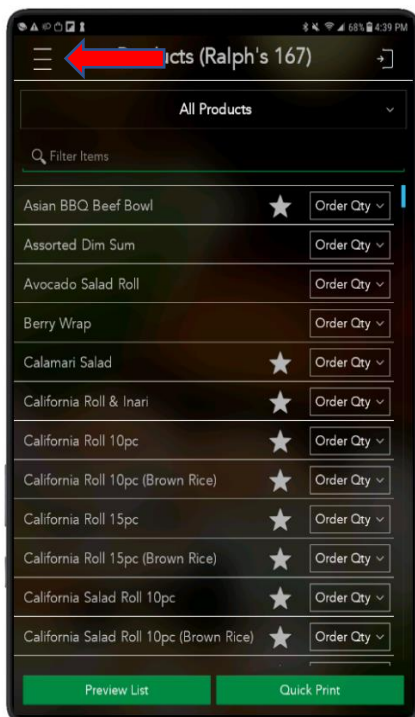 68% 4:39 PM
ucts (Ralph's 167)
All Products
Filter Items
Asian BBQ Beef Bowl Order Qty
Assorted Dim Sum Order Qty
Avocado Salad Roll Order Qty
Berry Wrap Order Qty
Calamari Salad Order Qty
California Roll & Inari Order Qty
California Roll 10pc Order Qty
California Roll 10pc (Brown Rice) Order Qty
California Roll 15pc Order Qty
California Roll 15pc (Brown Rice) Order Qty
California Salad Roll 10pc Order Qty
California Salad Roll 10pc (Brown Rice) Order Qty
Preview List Quick Print